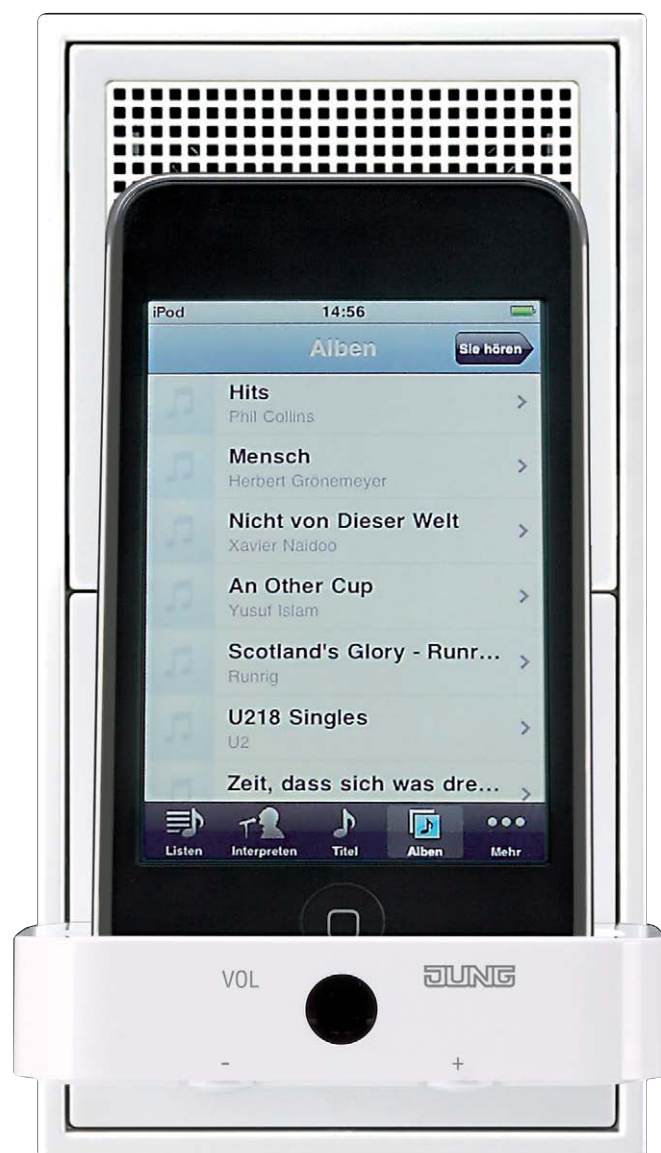 iPod 14:56
Alben
Sie hören
Hits
Phil Collins
Mensch
Herbert Grönemeyer
Nicht von Dieser Welt
Xavier Naidoo
An Other Cup
Yusuf Islam
Scotland's Glory - Runr...
Runrig
U218 Singles
U2
Zeit, dass sich was dre...
Listen Interpreten Titel Alben Mehr
VOL JUNG
- +